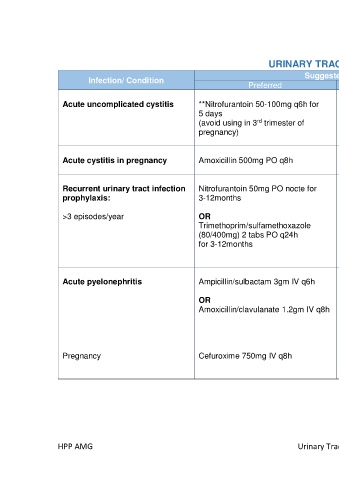 URINARY TRAC
Suggeste
Infection/ Condition
Preferred
Acute uncomplicated cystitis
**Nitrofurantoin 50-100mg q6h for
5 days
(avoid using in 3rd trimester of
pregnancy)
Acute cystitis in pregnancy
Amoxicillin 500mg PO q8h
Recurrent urinary tract infection
prophylaxis:
>3 episodes/year
Nitrofurantoin 50mg PO nocte for
3-12months
OR
Trimethoprim/sulfamethoxazole
(80/400mg) 2 tabs PO q24h
for 3-12months
Acute pyelonephritis
Ampicillin/sulbactam 3gm IV q6h
OR
Amoxicillin/clavulanate 1.2gm IV q8h
Pregnancy
Cefuroxime 750mg IV q8h
HPP AMG
Urinary Tra